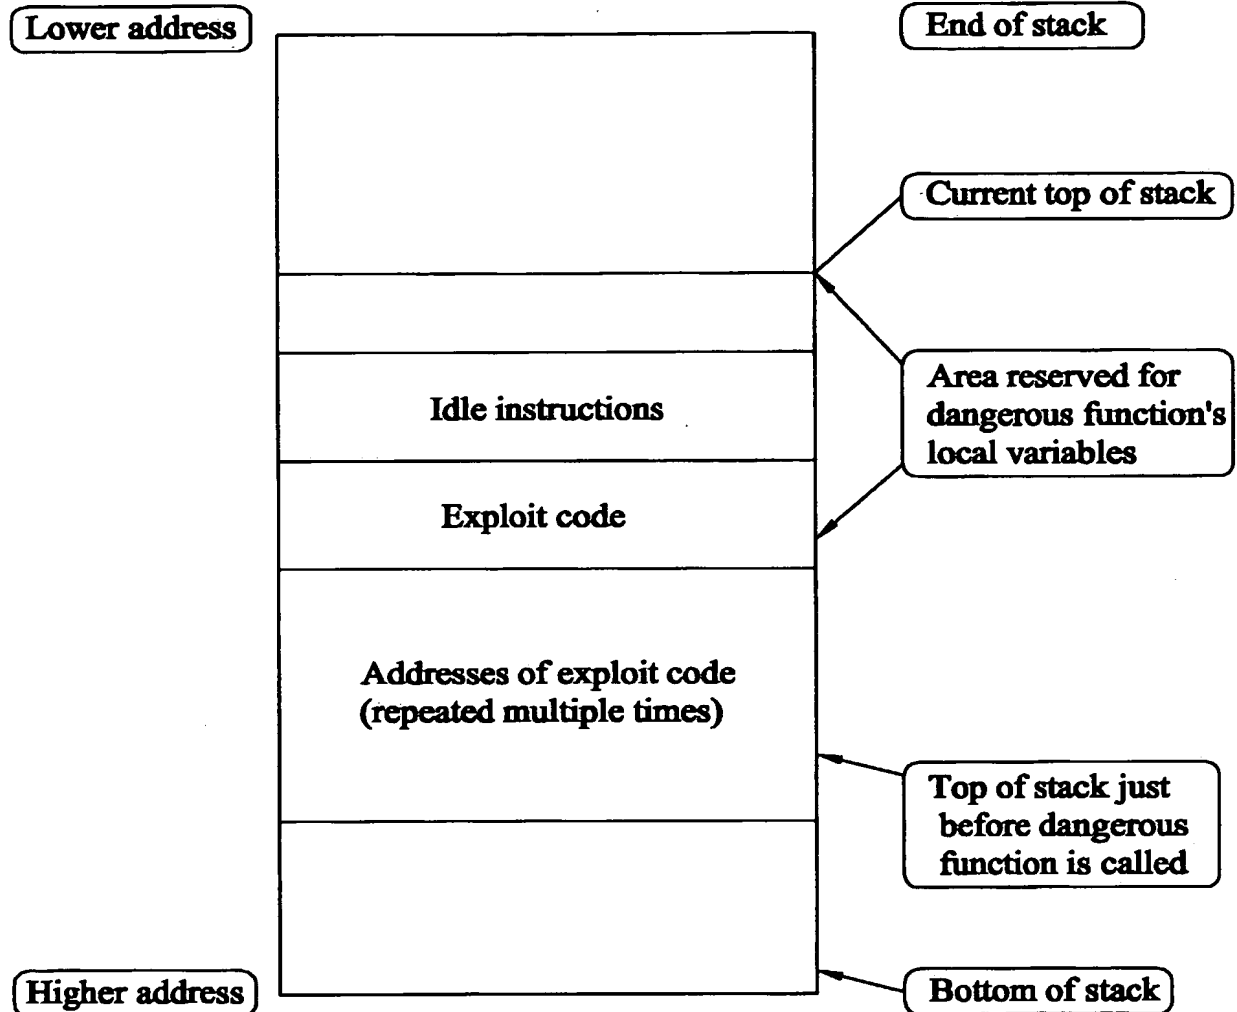 Lower address
End of stack
Current top of stack
Area reserved for
dangerous function's
local variables
Idle instructions
Exploit code
Addresses of exploit code
(repeated multiple times)
Top of stack just
before dangerous
function is called
Higher address
Bottom of stack